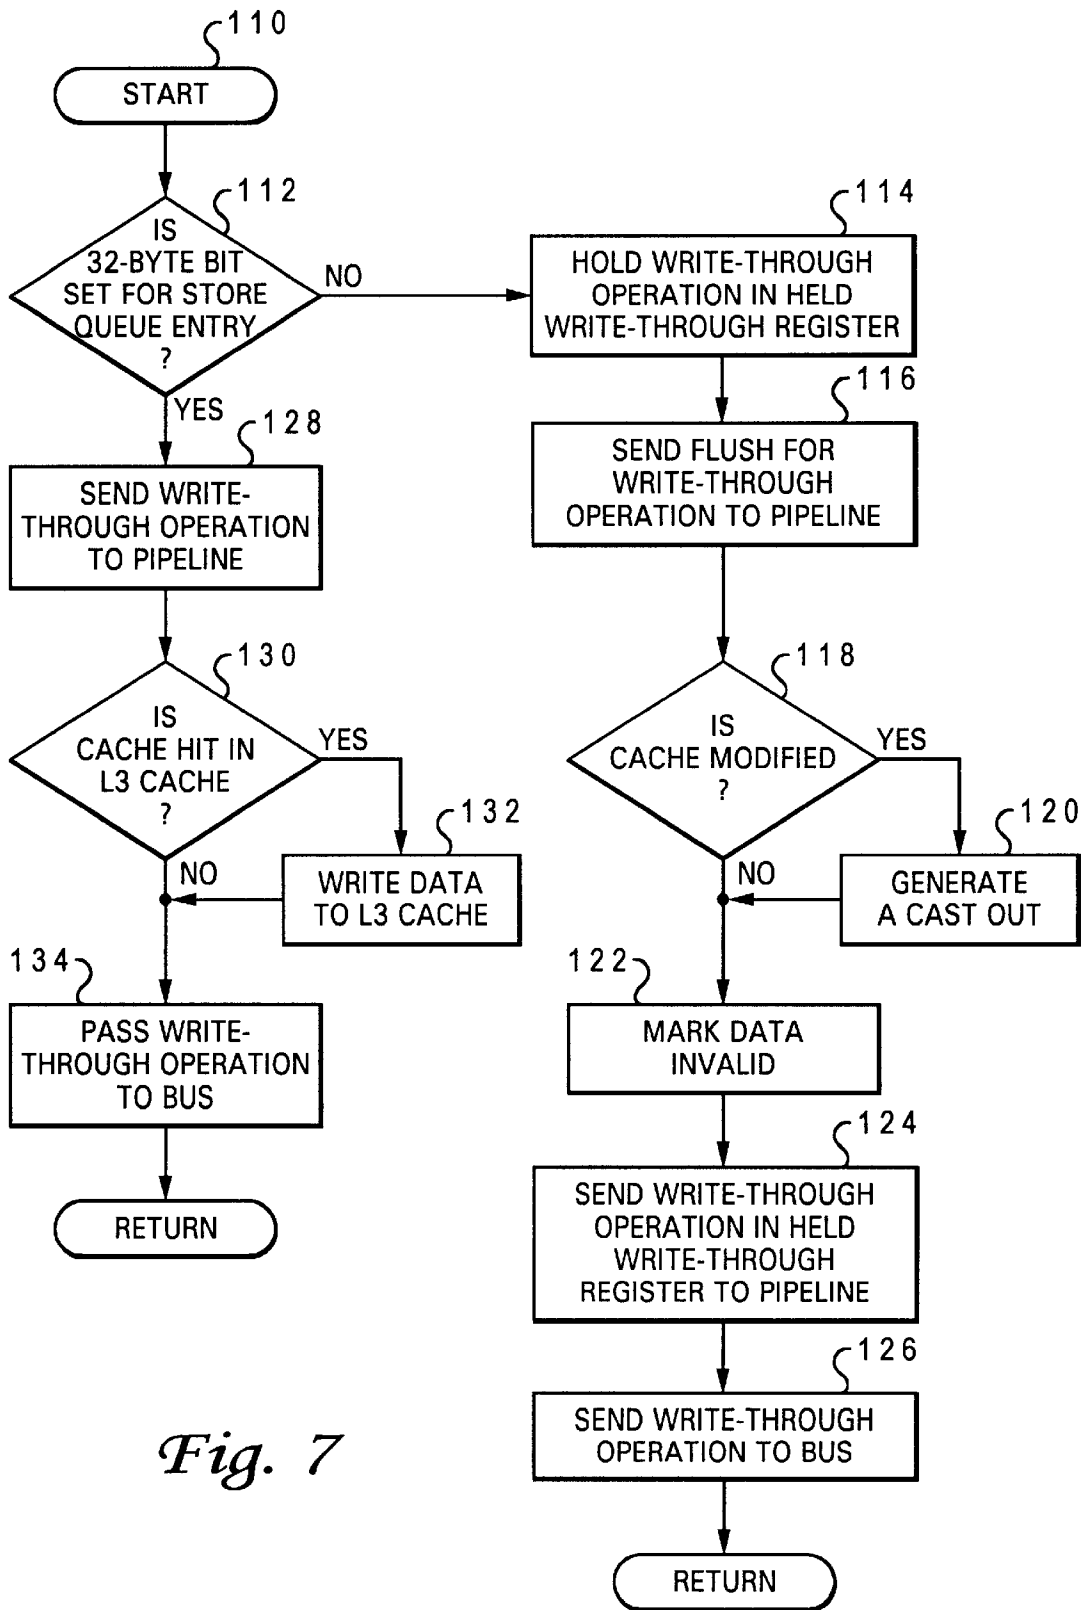 110
START
112
IS
32-BYTE BIT
SET FOR STORE
QUEUE ENTRY
?
NO
YES
114
HOLD WRITE-THROUGH
OPERATION IN HELD
WRITE-THROUGH REGISTER
116
SEND FLUSH FOR
WRITE-THROUGH
OPERATION TO PIPELINE
128
SEND WRITE-
THROUGH OPERATION
TO PIPELINE
130
IS
CACHE HIT IN
L3 CACHE
?
YES
NO
132
WRITE DATA
TO L3 CACHE
134
PASS WRITE-
THROUGH OPERATION
TO BUS
RETURN
118
IS
CACHE MODIFIED
?
YES
NO
120
GENERATE
A CAST OUT
122
MARK DATA
INVALID
124
SEND WRITE-THROUGH
OPERATION IN HELD
WRITE-THROUGH
REGISTER TO PIPELINE
126
SEND WRITE-THROUGH
OPERATION TO BUS
RETURN
Fig. 7